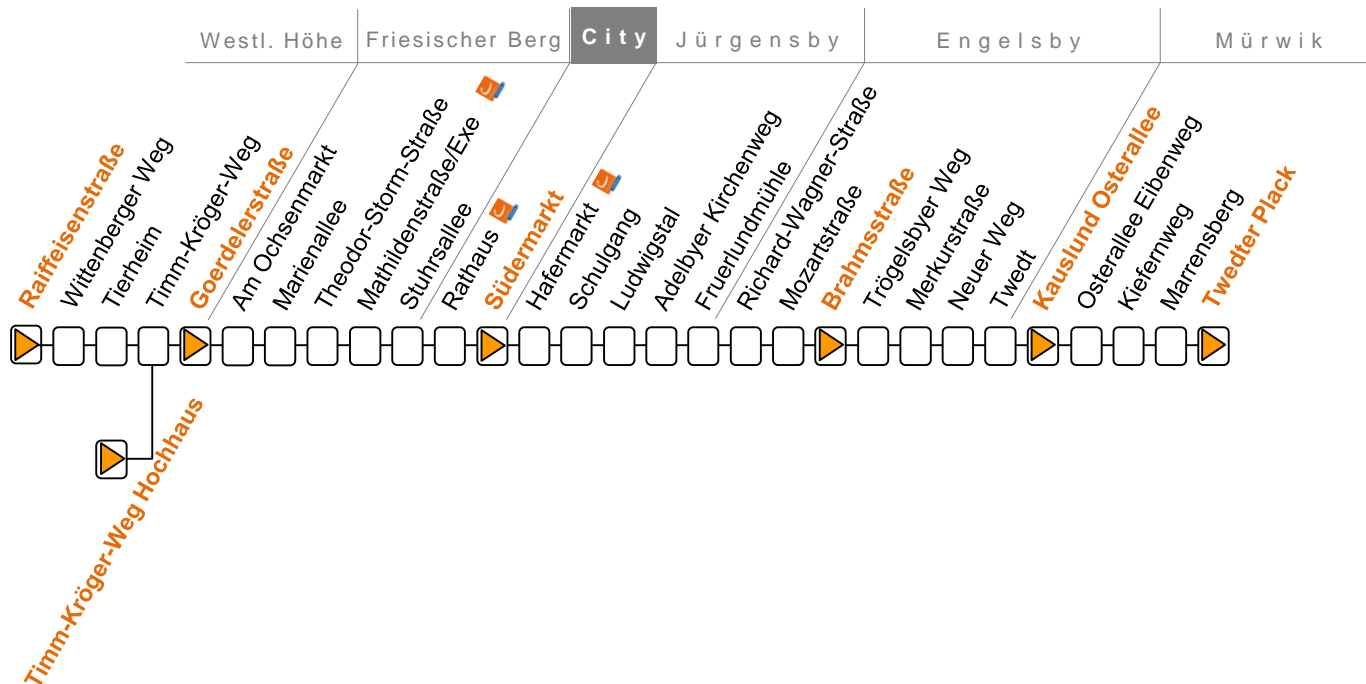 Westl. Höhe
Friesischer Berg
City
Jürgensby
Engelsby
Mürwik
Raiffeisenstraße
Wittenberger Weg
Tierheim
Timm-Kröger-Weg
Goerdelerstraße
Am Ochsenmarkt
Marienallee
Theodor-Storm-Straße
Mathildenstraße/Exe
Stuhrsallee
Rathaus
Südermarkt
Hafermarkt
Schulgang
Ludwigstal
Adelbyer Kirchenweg
Fruerlundmühle
Richard-Wagner-Straße
Mozartstraße
Brahmsstraße
Trögelsbyer Weg
Merkurstraße
Neuer Weg
Twedt
Kauslund Osterallee
Osterallee Eibenweg
Kiefernweg
Marrensberg
Twedter Plack
Timm-Kröger-Weg Hochhaus